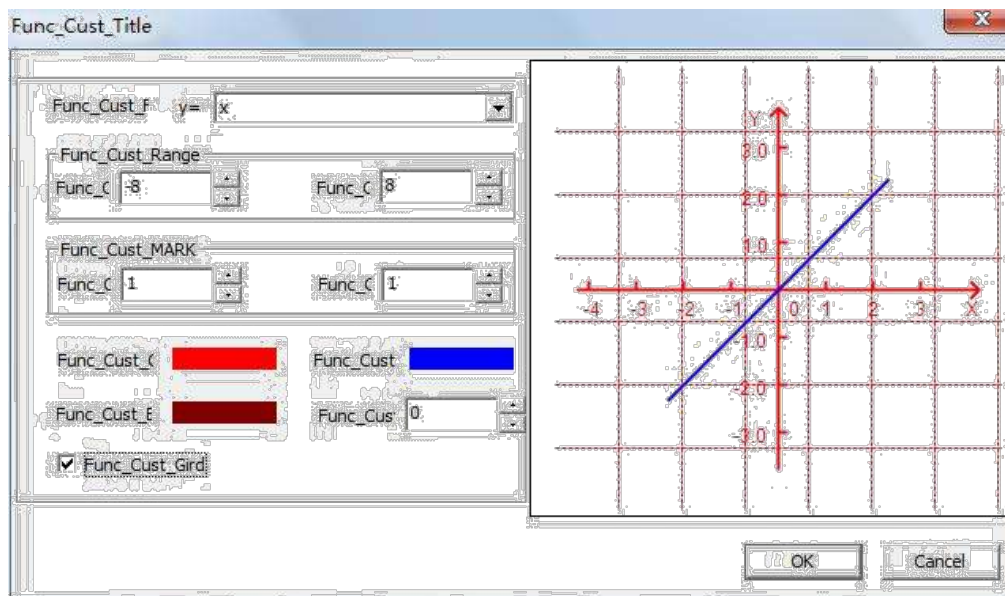 Func_Cust_Title
X
Func_Cust_F y= x
Func_Cust_Range
Func_C -8 Func_C 8
Func_Cust_MARK
Func_C 1 Func_C 1
Func_Cust_C Func_Cust
Func_Cust_E Func_Cus 0
Func_Cust_Gird
Y
3.0
2.0
1.0
-4 -3 -2 -1 0 1 2 3 X
-1.0
-2.0
-3.0
OK Cancel